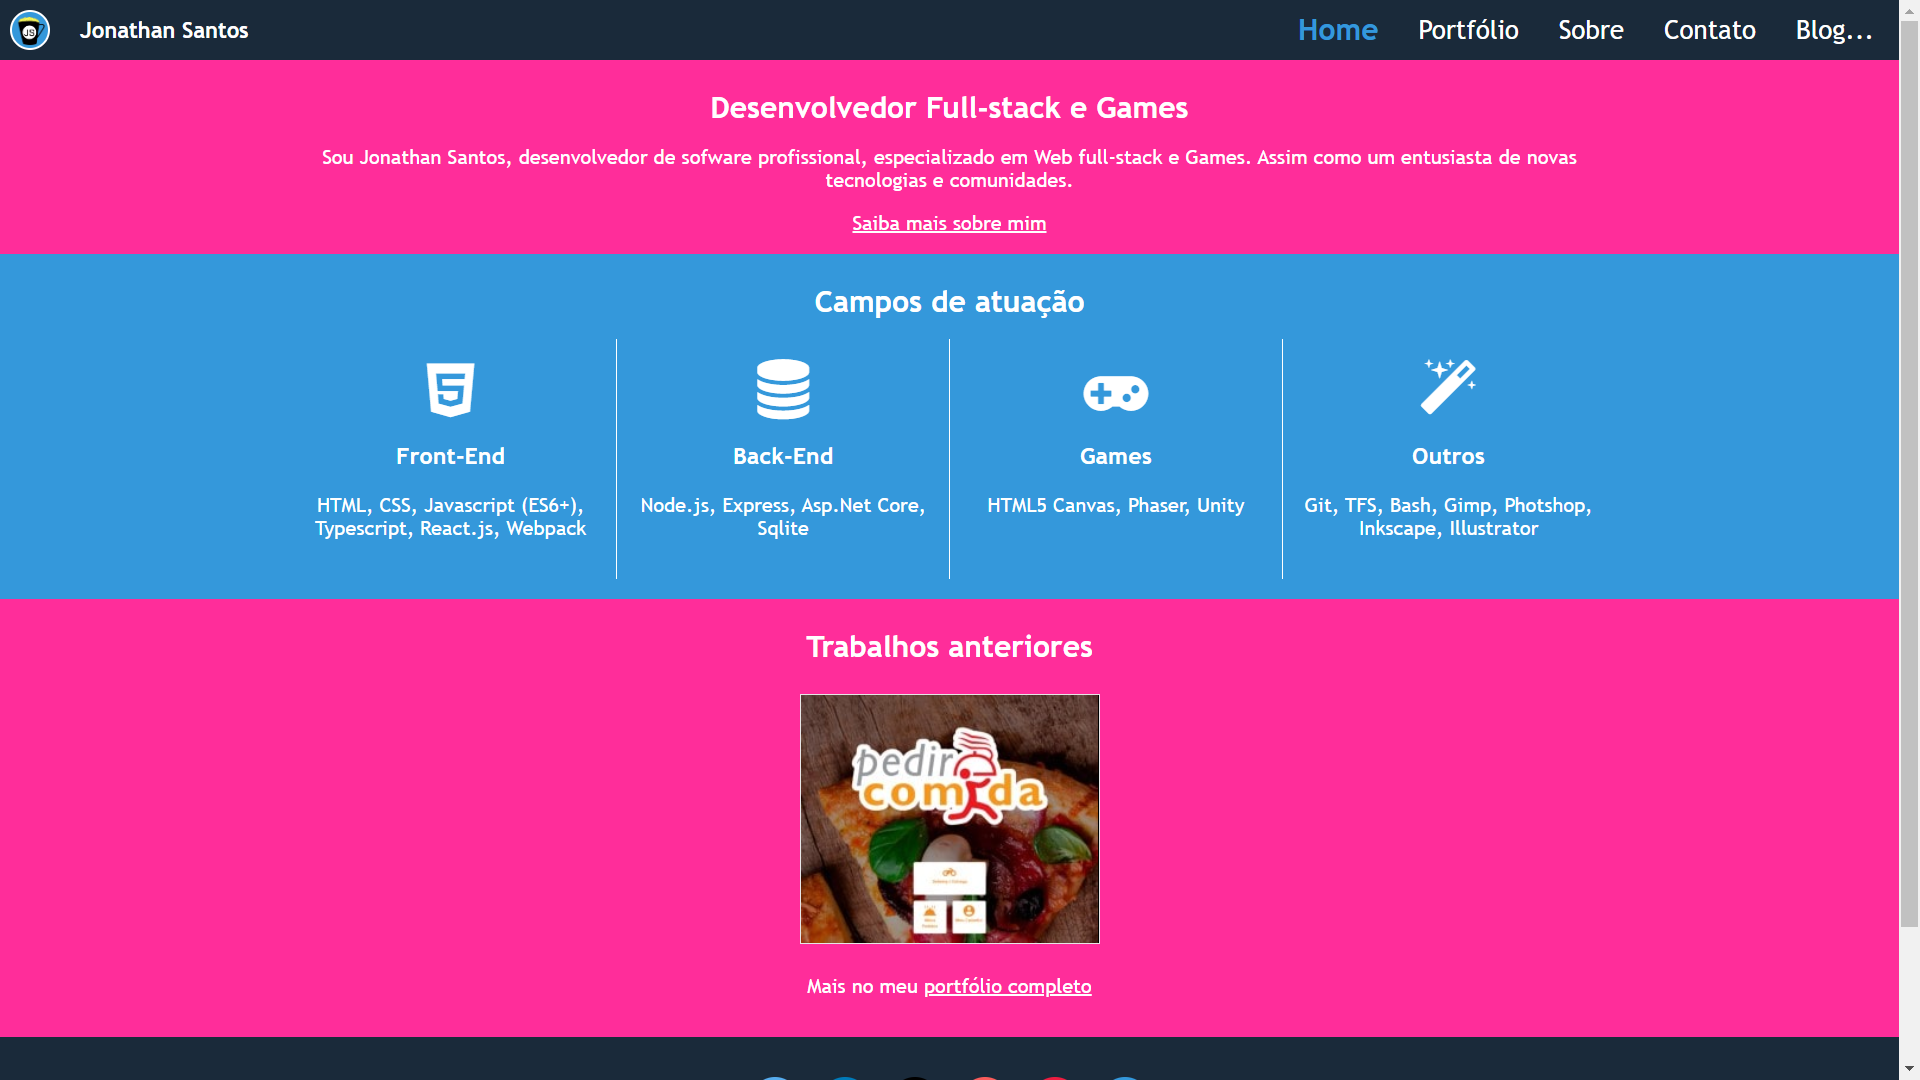 JS
Jonathan Santos
Home
Portfólio
Sobre
Contato
Blog...
Desenvolvedor Full-stack e Games
Sou Jonathan Santos, desenvolvedor de sofware profissional, especializado em Web full-stack e Games. Assim como um entusiasta de novas
tecnologias e comunidades.
Saiba mais sobre mim
Campos de atuação
5
Front-End
HTML, CSS, Javascript (ES6+),
Typescript, React.js, Webpack
Back-End
Node.js, Express, Asp.Net Core,
Sqlite
Games
HTML5 Canvas, Phaser, Unity
Outros
Git, TFS, Bash, Gimp, Photshop,
Inkscape, Illustrator
Trabalhos anteriores
pedir
comida
Mais no meu portfólio completo